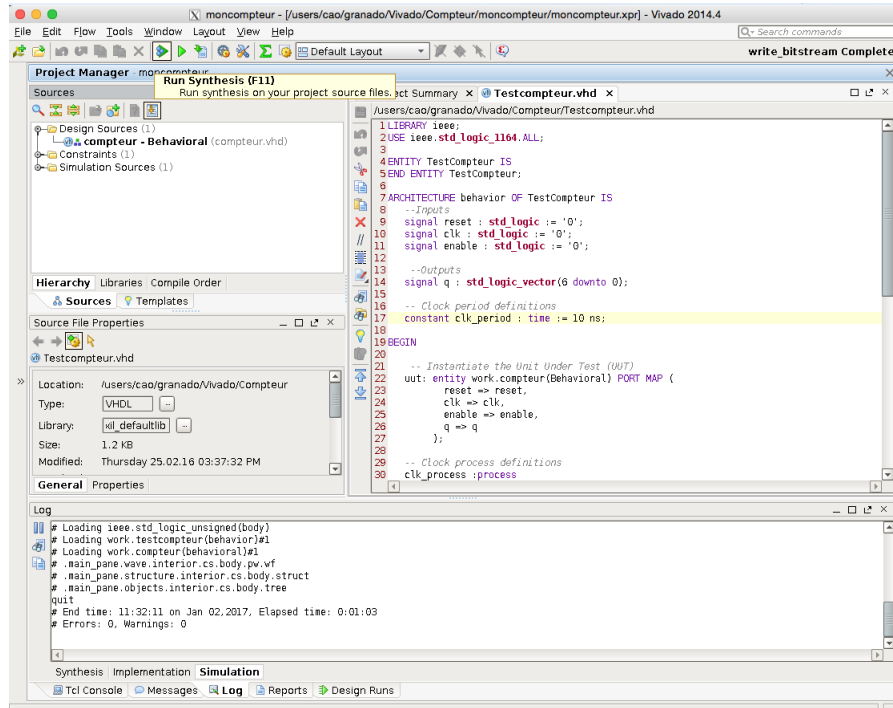 moncompteur - [/users/cao/granado/Vivado/Compteur/moncompteur/moncompteur.xpr] - Vivado 2014.4
File Edit Flow Tools Window Layout View Help
Q- Search commands
Default Layout
write_bitstream Complete
Project Manager - moncompteur
Run Synthesis (F11)
Run synthesis on your project source files.
Sources
Design Sources (1)
compteur - Behavioral (compteur.vhd)
Constraints (1)
Simulation Sources (1)
Hierarchy Libraries Compile Order
Sources Templates
Source File Properties
Testcompteur.vhd
Location: /users/cao/granado/Vivado/Compteur
Type: VHDL
Library: xil_defaultlib
Size: 1.2 KB
Modified: Thursday 25.02.16 03:37:32 PM
General Properties
ect Summary × Testcompteur.vhd ×
/users/cao/granado/Vivado/Compteur/Testcompteur.vhd
1 LIBRARY ieee;
2 USE ieee.std_logic_1164.ALL;
3
4 ENTITY TestCompteur IS
5 END ENTITY TestCompteur;
6
7 ARCHITECTURE behavior OF TestCompteur IS
8 --Inputs
9 signal reset : std_logic := '0';
10 signal clk : std_logic := '0';
11 signal enable : std_logic := '0';
12
13 --Outputs
14 signal q : std_logic_vector(6 downto 0);
15
16 -- Clock period definitions
17 constant clk_period : time := 10 ns;
18
19 BEGIN
20
21 -- Instantiate the Unit Under Test (UUT)
22 uut: entity work.compteur(Behavioral) PORT MAP (
23 reset => reset,
24 clk => clk,
25 enable => enable,
26 q => q
27 );
28
29 -- Clock process definitions
30 clk_process :process
Log
# Loading ieee.std_logic_unsigned(body)
# Loading work.testcompteur(behavior)#1
# Loading work.compteur(behavioral)#1
# .main_pane.wave.interior.cs.body.pw.wf
# .main_pane.structure.interior.cs.body.struct
# .main_pane.objects.interior.cs.body.tree
quit
# End time: 11:32:11 on Jan 02,2017, Elapsed time: 0:01:03
# Errors: 0, Warnings: 0
Synthesis Implementation Simulation
Tcl Console Messages Log Reports Design Runs